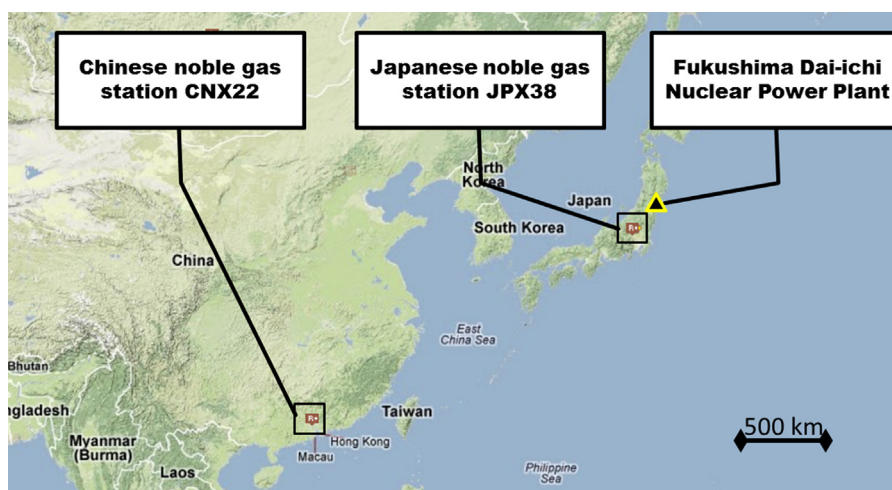 Chinese noble gas
station CNX22
Japanese noble gas
station JPX38
Fukushima Dai-ichi
Nuclear Power Plant
North
Korea
Japan
South Korea
China
East
China Sea
Bhutan
ngladesh
Taiwan
Hong Kong
Macau
Myanmar
(Burma)
Laos
500 km
Philippine
Sea